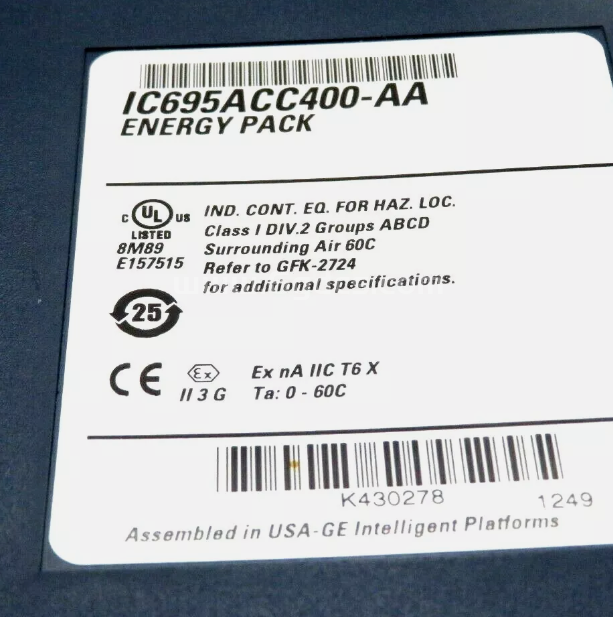 IC695ACC400-AA
ENERGY PACK
C UL US
LISTED
8M89
E157515
IND. CONT. EQ. FOR HAZ. LOC.
Class I DIV.2 Groups ABCD
Surrounding Air 60C
Refer to GFK-2724
for additional specifications.
25
CE Ex II 3 G
Ex nA IIC T6 X
Ta: 0 - 60C
K430278 1249
Assembled in USA-GE Intelligent Platforms